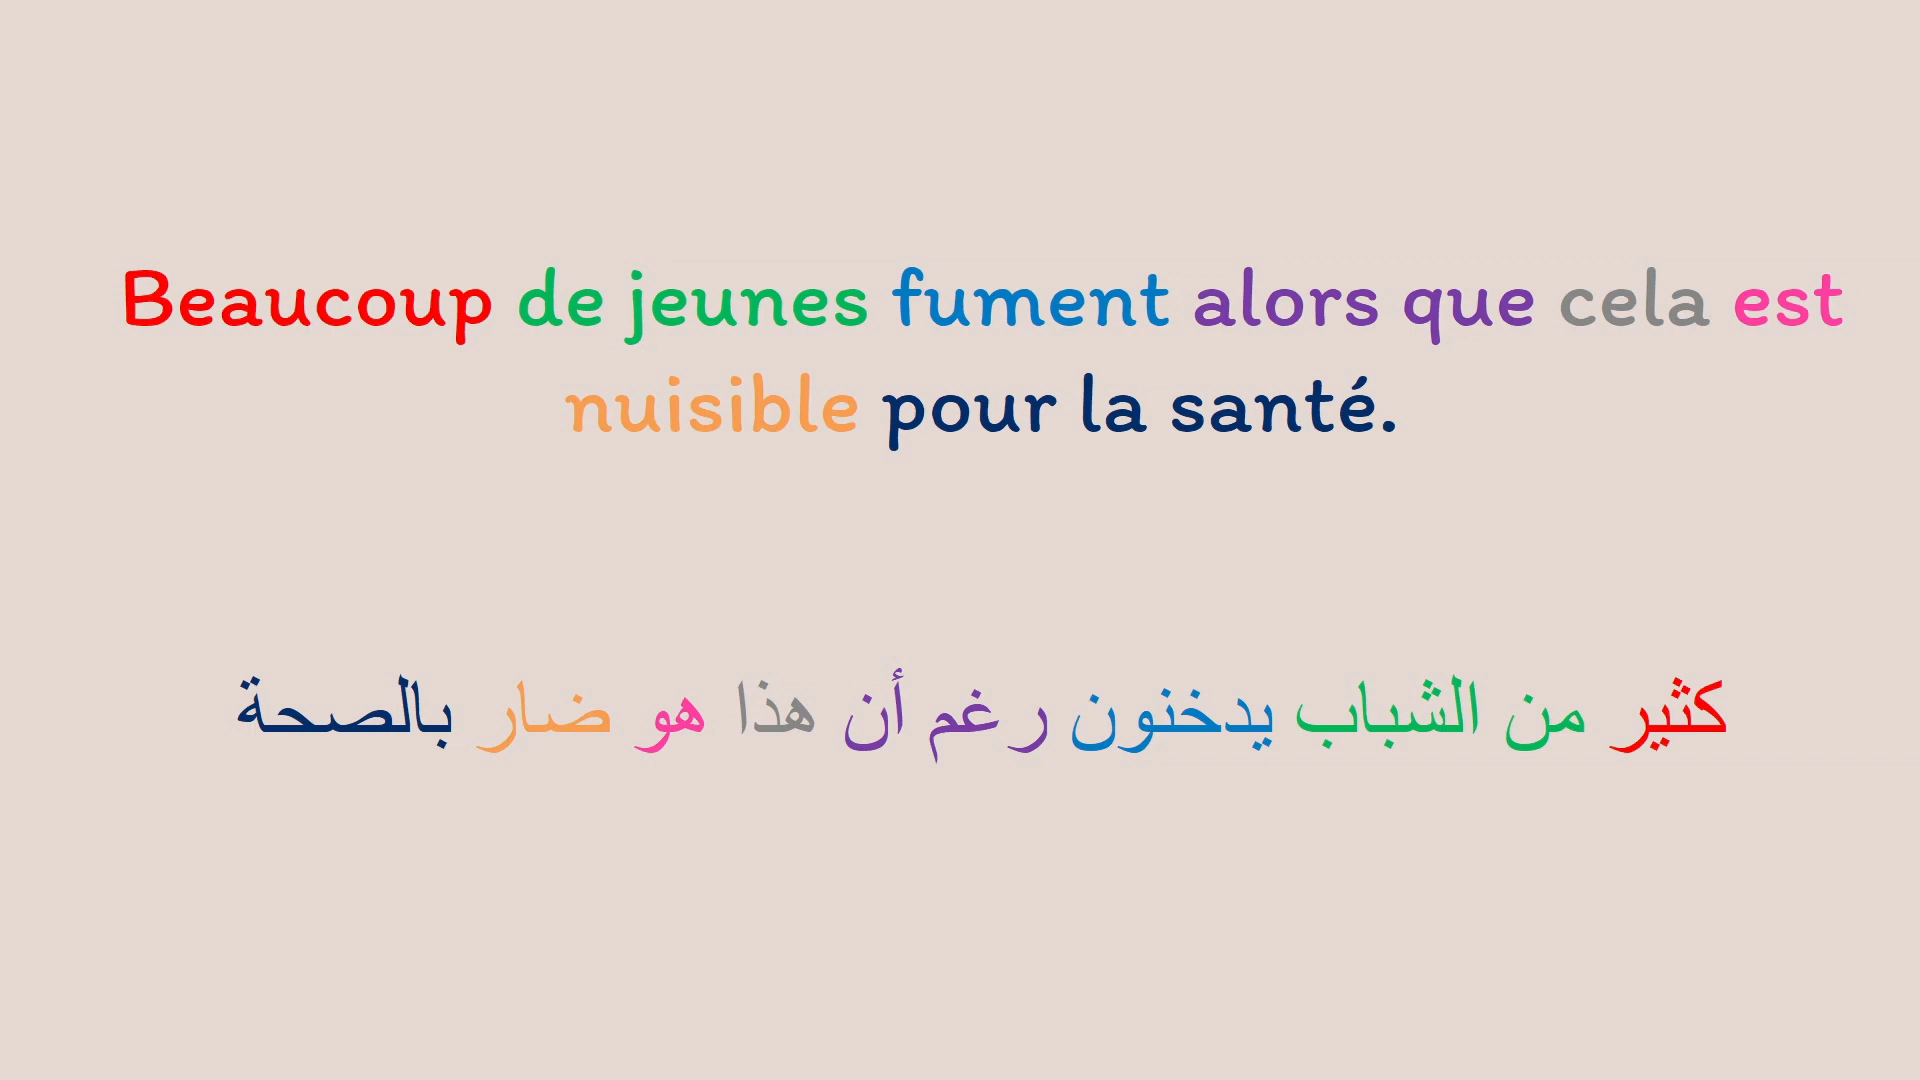 Beaucoup de jeunes fument alors que cela est
nuisible pour la santé.
كثير من الشباب يدخنون رغم أن هذا هو ضار بالصحة